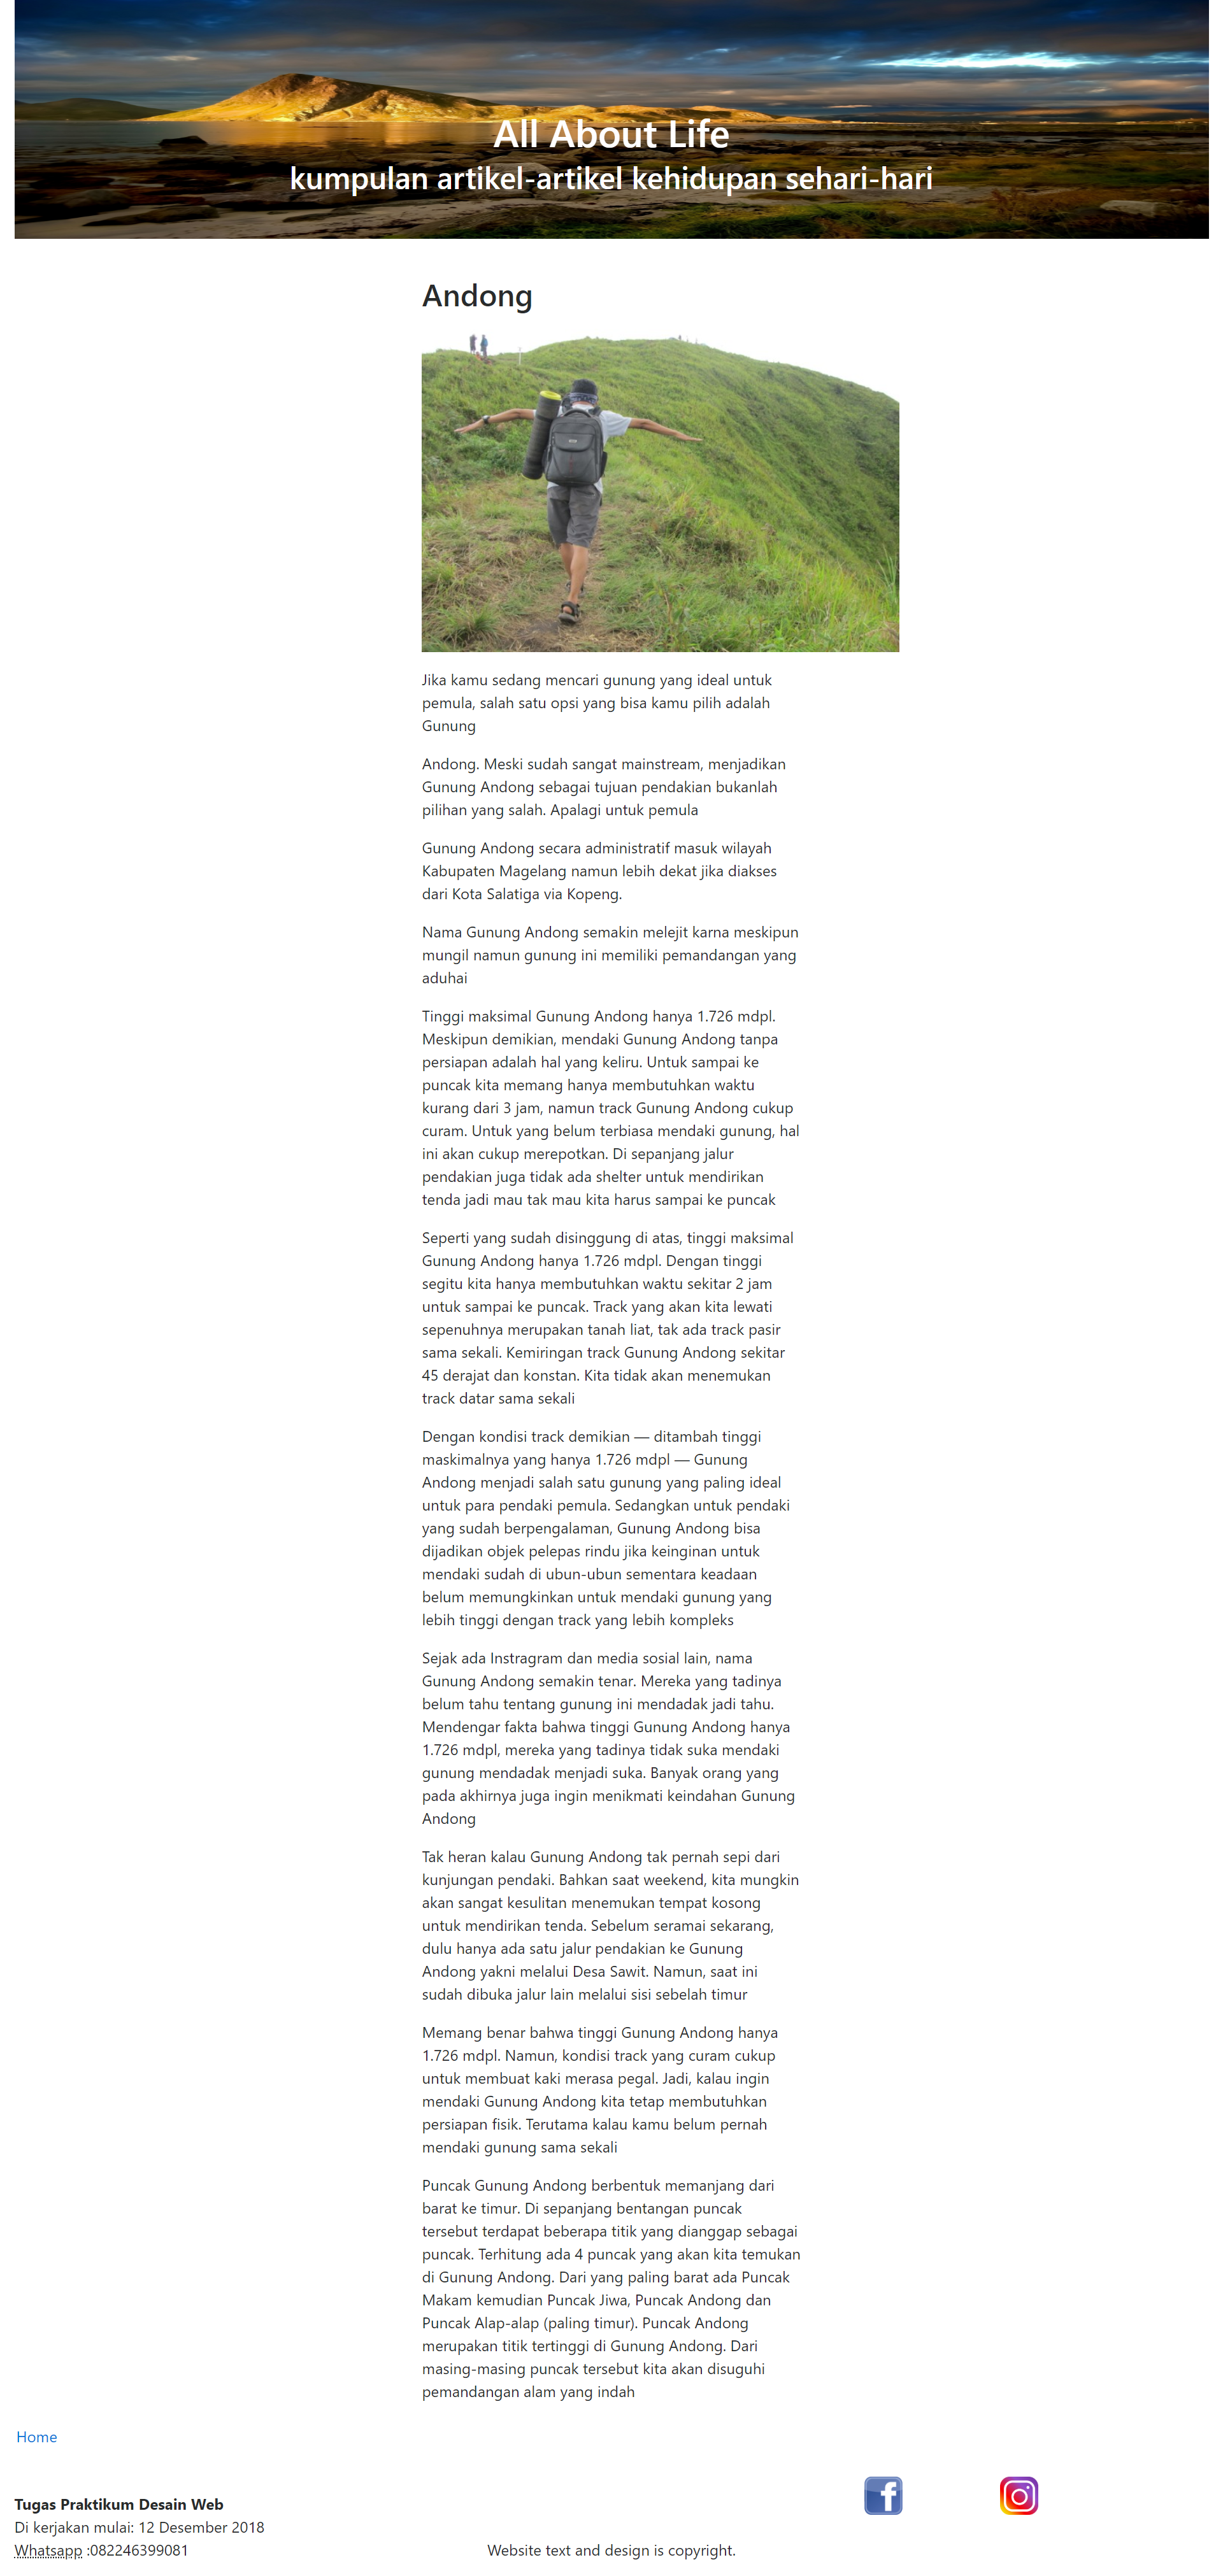 All About Life
kumpulan artikel-artikel kehidupan sehari-hari
Andong
Jika kamu sedang mencari gunung yang ideal untuk
pemula, salah satu opsi yang bisa kamu pilih adalah
Gunung
Andong. Meski sudah sangat mainstream, menjadikan
Gunung Andong sebagai tujuan pendakian bukanlah
pilihan yang salah. Apalagi untuk pemula
Gunung Andong secara administratif masuk wilayah
Kabupaten Magelang namun lebih dekat jika diakses
dari Kota Salatiga via Kopeng.
Nama Gunung Andong semakin melejit karna meskipun
mungil namun gunung ini memiliki pemandangan yang
aduhai
Tinggi maksimal Gunung Andong hanya 1.726 mdpl.
Meskipun demikian, mendaki Gunung Andong tanpa
persiapan adalah hal yang keliru. Untuk sampai ke
puncak kita memang hanya membutuhkan waktu
kurang dari 3 jam, namun track Gunung Andong cukup
curam. Untuk yang belum terbiasa mendaki gunung, hal
ini akan cukup merepotkan. Di sepanjang jalur
pendakian juga tidak ada shelter untuk mendirikan
tenda jadi mau tak mau kita harus sampai ke puncak
Seperti yang sudah disinggung di atas, tinggi maksimal
Gunung Andong hanya 1.726 mdpl. Dengan tinggi
segitu kita hanya membutuhkan waktu sekitar 2 jam
untuk sampai ke puncak. Track yang akan kita lewati
sepenuhnya merupakan tanah liat, tak ada track pasir
sama sekali. Kemiringan track Gunung Andong sekitar
45 derajat dan konstan. Kita tidak akan menemukan
track datar sama sekali
Dengan kondisi track demikian — ditambah tinggi
maskimalnya yang hanya 1.726 mdpl — Gunung
Andong menjadi salah satu gunung yang paling ideal
untuk para pendaki pemula. Sedangkan untuk pendaki
yang sudah berpengalaman, Gunung Andong bisa
dijadikan objek pelepas rindu jika keinginan untuk
mendaki sudah di ubun-ubun sementara keadaan
belum memungkinkan untuk mendaki gunung yang
lebih tinggi dengan track yang lebih kompleks
Sejak ada Instragram dan media sosial lain, nama
Gunung Andong semakin tenar. Mereka yang tadinya
belum tahu tentang gunung ini mendadak jadi tahu.
Mendengar fakta bahwa tinggi Gunung Andong hanya
1.726 mdpl, mereka yang tadinya tidak suka mendaki
gunung mendadak menjadi suka. Banyak orang yang
pada akhirnya juga ingin menikmati keindahan Gunung
Andong
Tak heran kalau Gunung Andong tak pernah sepi dari
kunjungan pendaki. Bahkan saat weekend, kita mungkin
akan sangat kesulitan menemukan tempat kosong
untuk mendirikan tenda. Sebelum seramai sekarang,
dulu hanya ada satu jalur pendakian ke Gunung
Andong yakni melalui Desa Sawit. Namun, saat ini
sudah dibuka jalur lain melalui sisi sebelah timur
Memang benar bahwa tinggi Gunung Andong hanya
1.726 mdpl. Namun, kondisi track yang curam cukup
untuk membuat kaki merasa pegal. Jadi, kalau ingin
mendaki Gunung Andong kita tetap membutuhkan
persiapan fisik. Terutama kalau kamu belum pernah
mendaki gunung sama sekali
Puncak Gunung Andong berbentuk memanjang dari
barat ke timur. Di sepanjang bentangan puncak
tersebut terdapat beberapa titik yang dianggap sebagai
puncak. Terhitung ada 4 puncak yang akan kita temukan
di Gunung Andong. Dari yang paling barat ada Puncak
Makam kemudian Puncak Jiwa, Puncak Andong dan
Puncak Alap-alap (paling timur). Puncak Andong
merupakan titik tertinggi di Gunung Andong. Dari
masing-masing puncak tersebut kita akan disuguhi
pemandangan alam yang indah
Home
Tugas Praktikum Desain Web
Di kerjakan mulai: 12 Desember 2018
Whatsapp :082246399081
Website text and design is copyright.